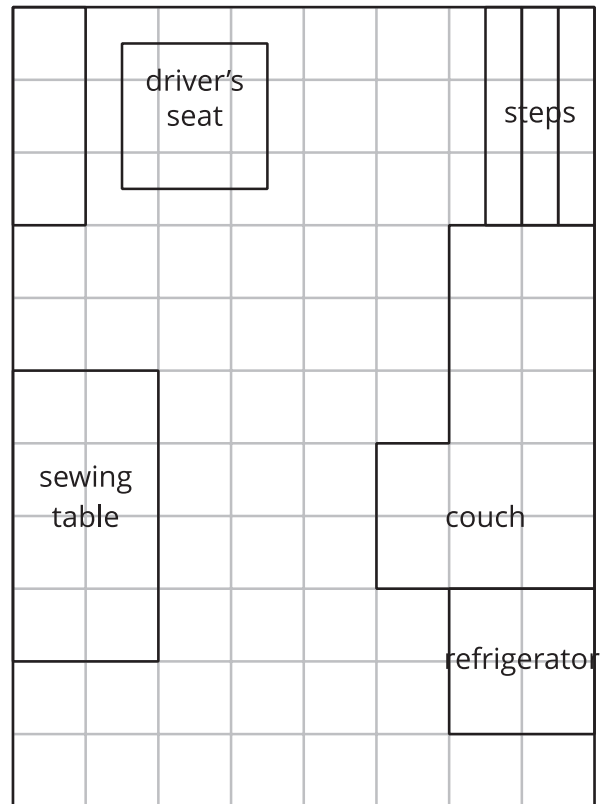 driver's
seat
steps
sewing
table
couch
refrigerator